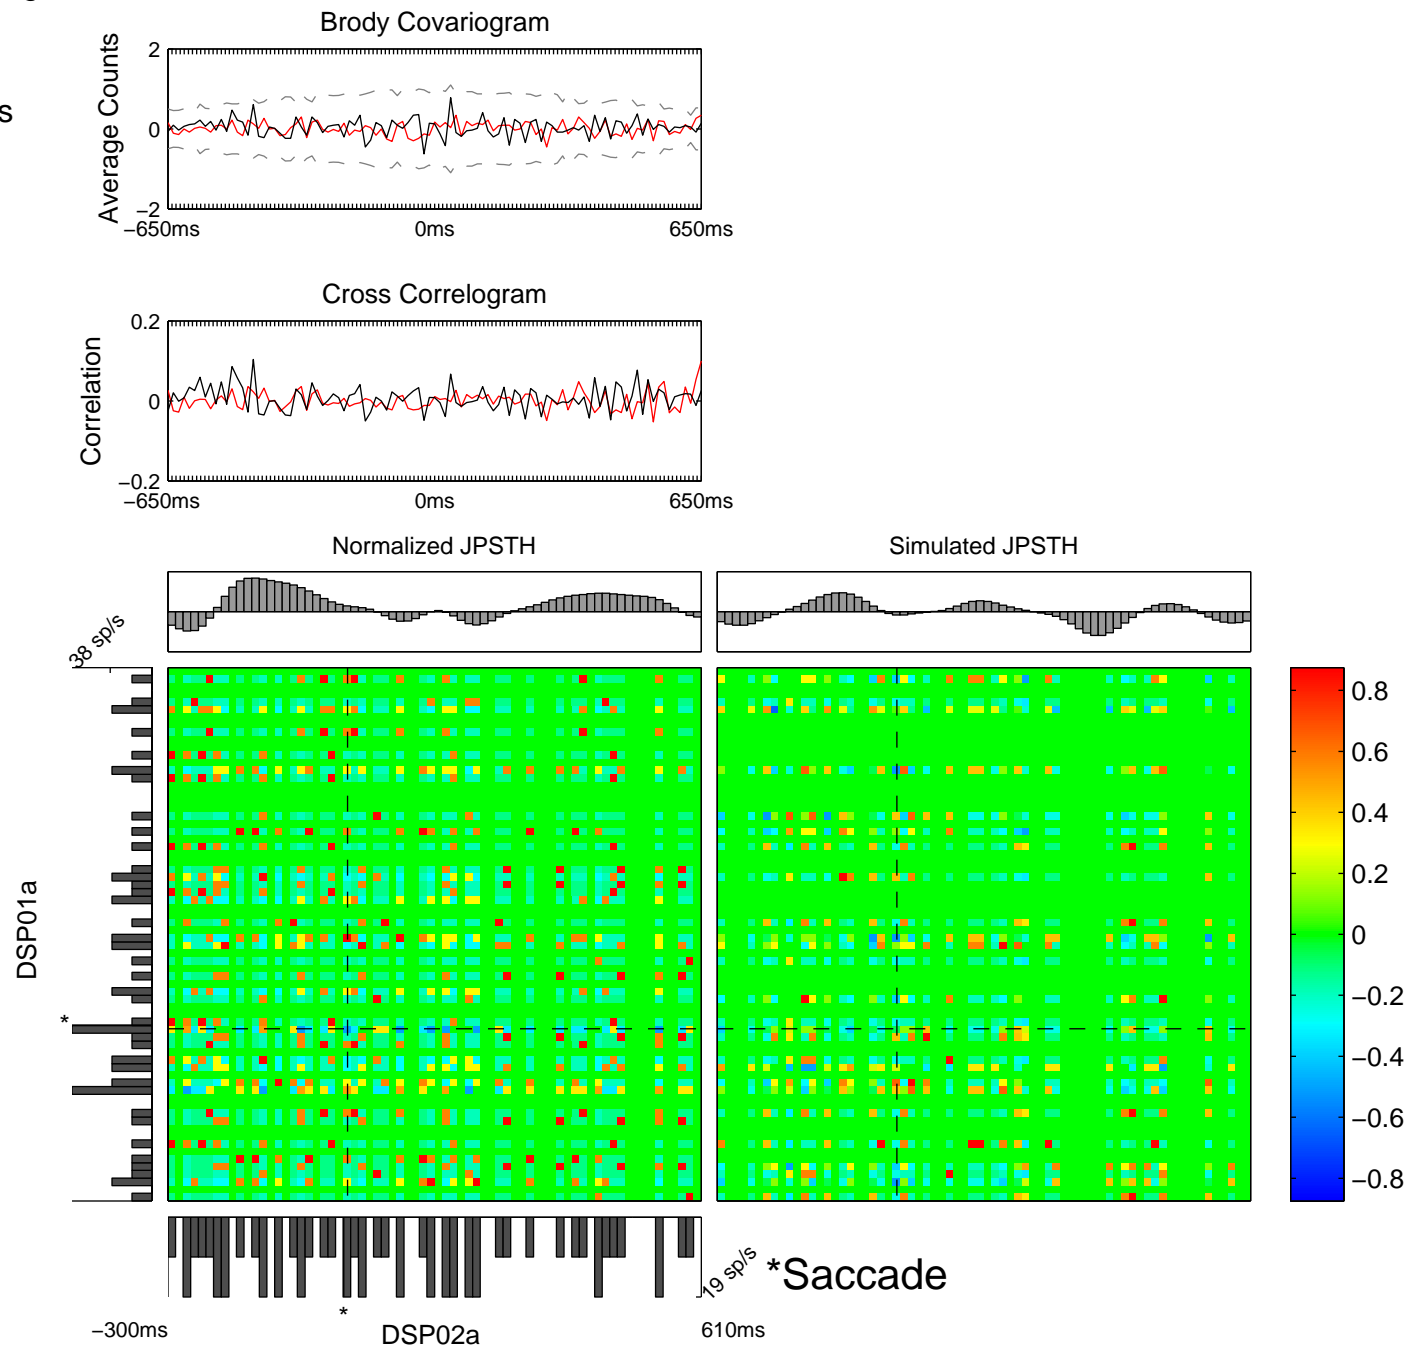 g
Brody Covariogram
s
Average Counts
2
0
−2
−650ms 0ms 650ms
Cross Correlogram
Correlation
0.2
0
−0.2
−650ms 0ms 650ms
Normalized JPSTH
Simulated JPSTH
38 sp/s
DSP01a
*
0.8
0.6
0.4
0.2
0
−0.2
−0.4
−0.6
−0.8
19 sp/s
*Saccade
*
−300ms DSP02a 610ms